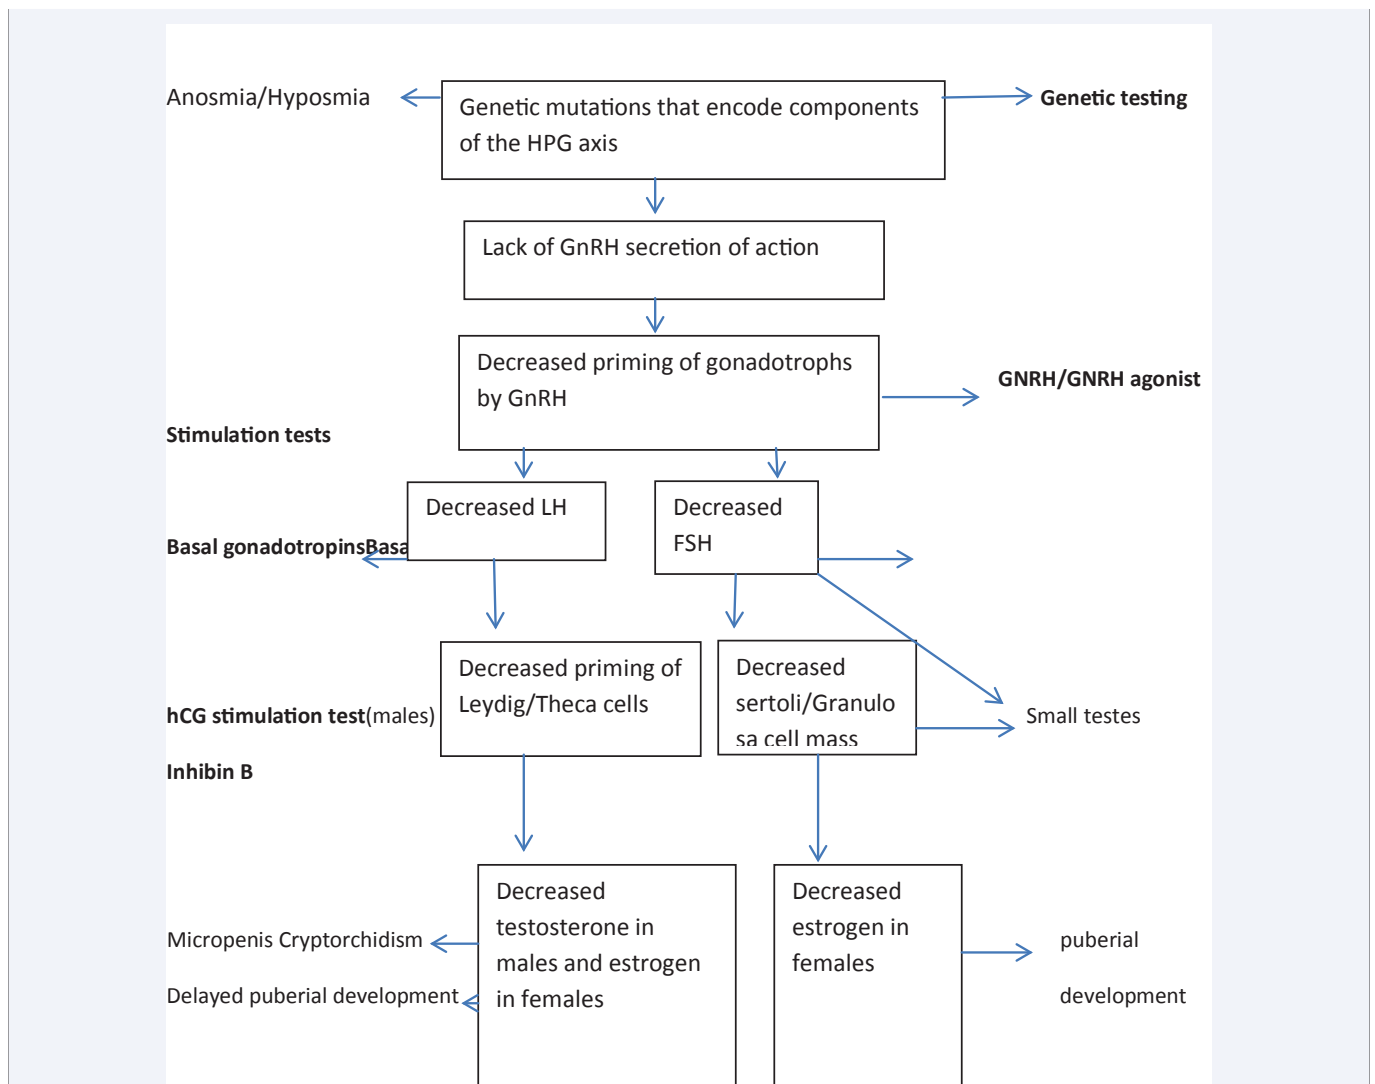 Anosmia/Hyposmia
Genetic mutations that encode components
of the HPG axis
Genetic testing
Lack of GnRH secretion of action
Decreased priming of gonadotrophs
by GnRH
GNRH/GNRH agonist
Stimulation tests
Decreased LH
Decreased
FSH
Basal gonadotropinsBasa
Decreased priming of
Leydig/Theca cells
Decreased
sertoli/Granulo
sa cell mass
hCG stimulation test(males)
Small testes
Inhibin B
Decreased
testosterone in
males and estrogen
in females
Decreased
estrogen in
females
Micropenis Cryptorchidism
puberial
Delayed puberial development
development